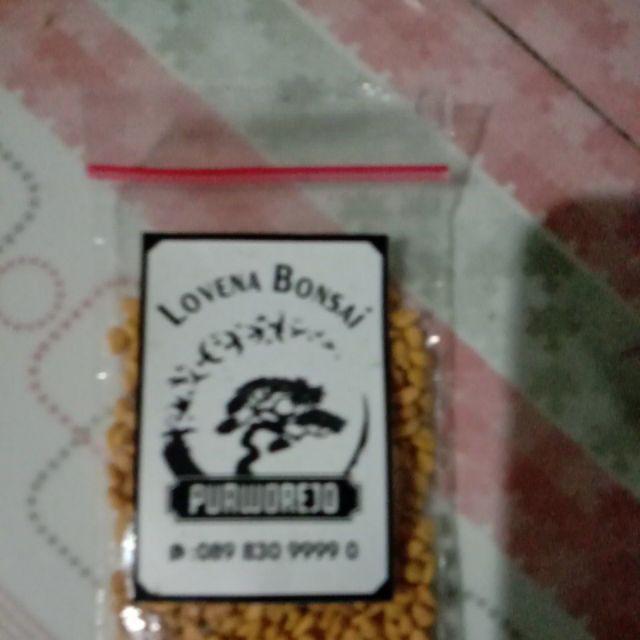 LOVENA BONSAi
PURWOREJO
P :089 830 9999 0